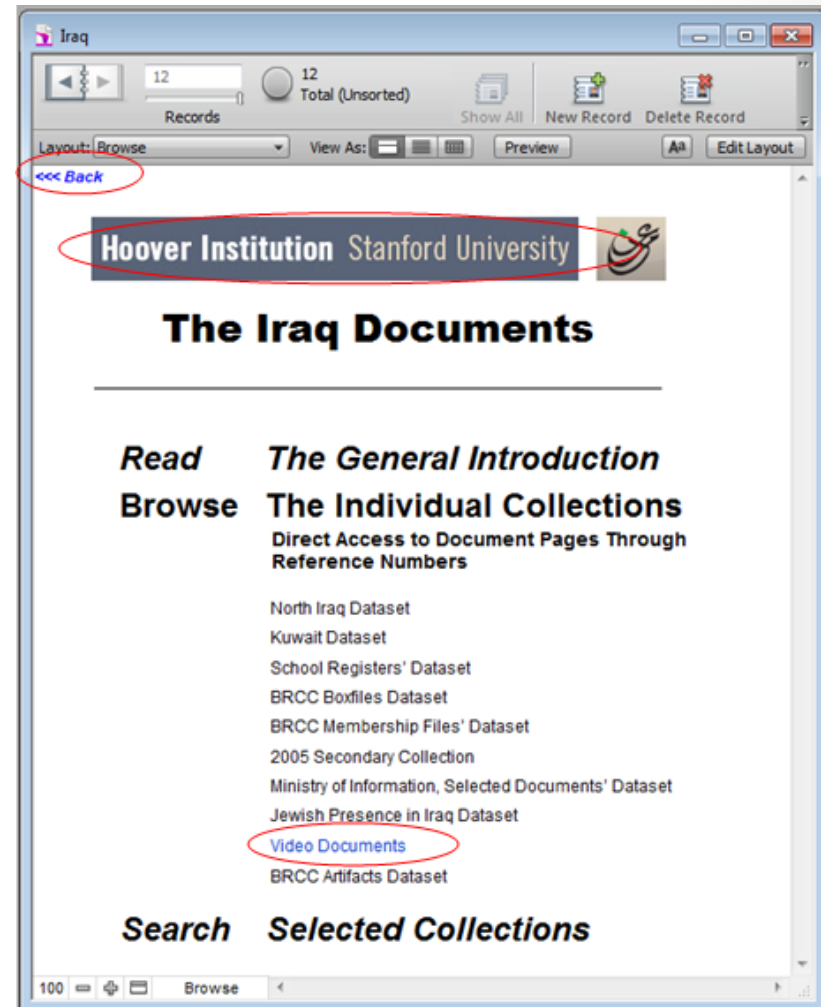 Iraq
12
12
Total (Unsorted)
Records
Show All
New Record
Delete Record
Layout: Browse
View As:
Preview
Aa
Edit Layout
<<< Back
Hoover Institution Stanford University
The Iraq Documents
Read The General Introduction
Browse The Individual Collections
Direct Access to Document Pages Through
Reference Numbers
North Iraq Dataset
Kuwait Dataset
School Registers' Dataset
BRCC Boxfiles Dataset
BRCC Membership Files' Dataset
2005 Secondary Collection
Ministry of Information, Selected Documents' Dataset
Jewish Presence in Iraq Dataset
Video Documents
BRCC Artifacts Dataset
Search Selected Collections
100 Browse